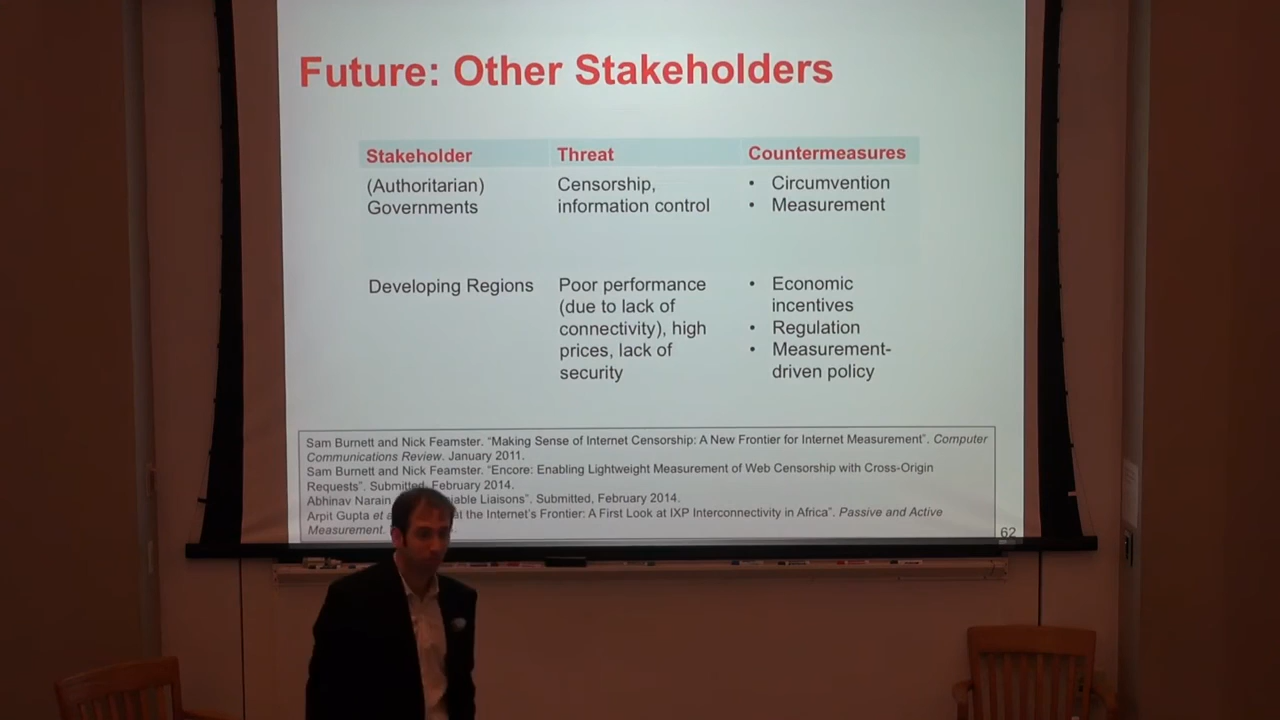 Future: Other Stakeholders
Stakeholder Threat Countermeasures
(Authoritarian) Governments
Censorship, information control
• Circumvention
• Measurement
Developing Regions
Poor performance
(due to lack of
connectivity), high
prices, lack of
security
• Economic
incentives
• Regulation
• Measurement-
driven policy
Sam Burnett and Nick Feamster. “Making Sense of Internet Censorship: A New Frontier for Internet Measurement”. Computer
Communications Review. January 2011.
Sam Burnett and Nick Feamster. “Encore: Enabling Lightweight Measurement of Web Censorship with Cross-Origin
Requests”. Submitted, February 2014.
Abhinav Narain Liaisons”. Submitted, February 2014.
Arpit Gupta et at the Internet’s Frontier: A First Look at IXP Interconnectivity in Africa”. Passive and Active
Measurement.
62